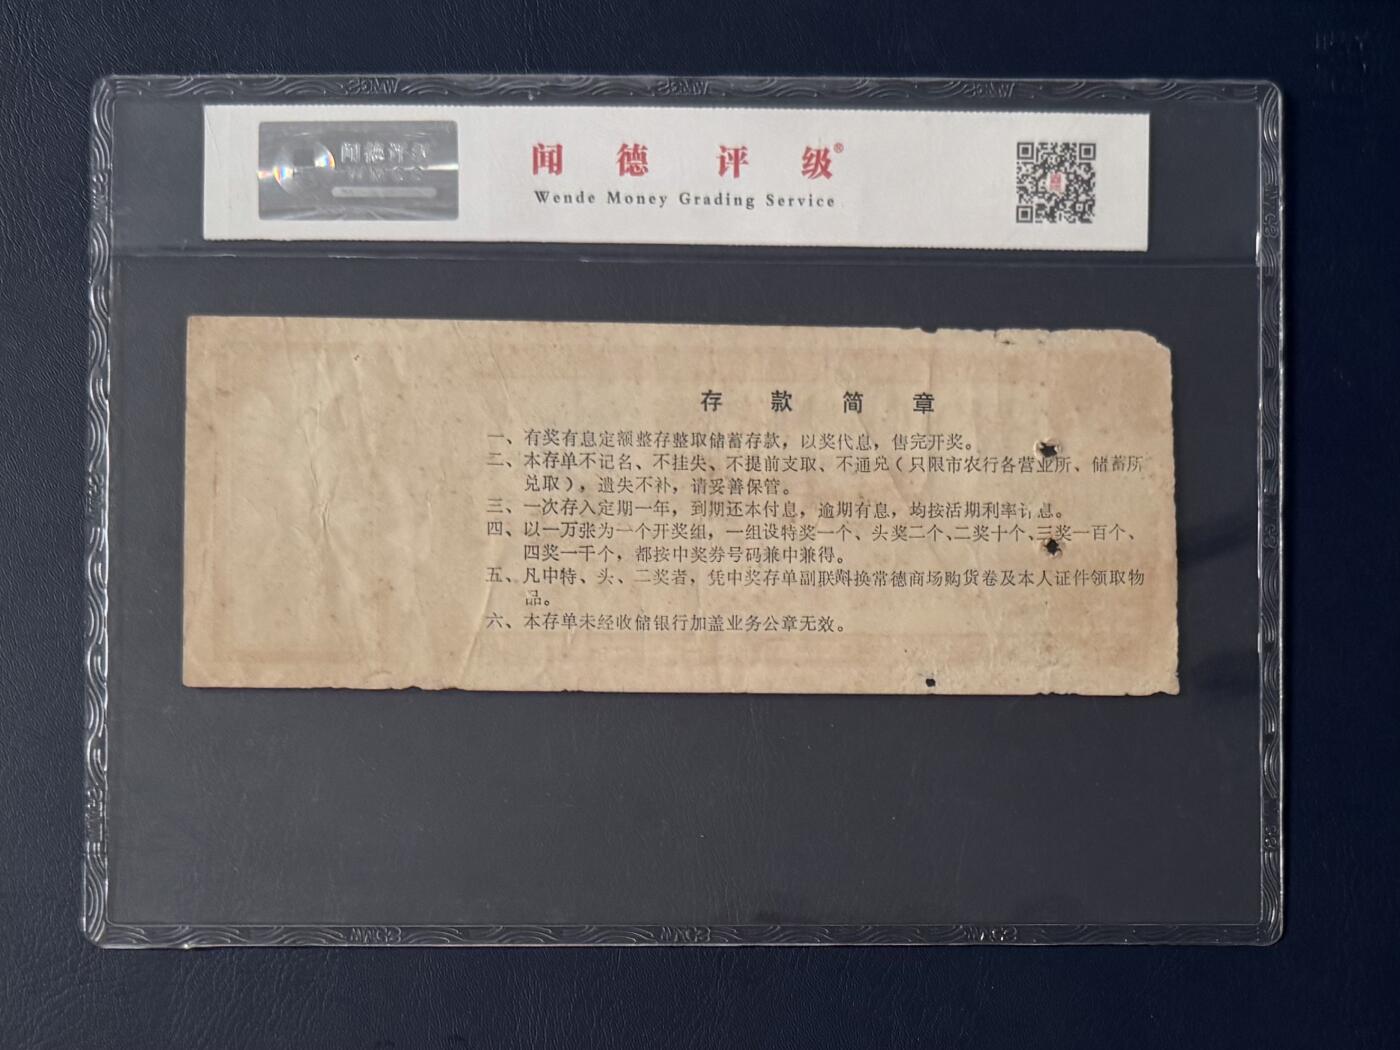 闻德评级®
Wende Money Grading Service
闻德评级
存款简章
一、有奖有息定额整存整取储蓄存款，以奖代息，售完开奖。
二、本存单不记名、不挂失、不提前支取、不通兑（只限市农行各营业所、储蓄所
兑取），遗失不补，请妥善保管。
三、一次存入定期一年，到期还本付息，逾期有息，均按活期利率计息。
四、以一万张为一个开奖组，一组设特奖一个、头奖二个、二奖十个、三奖一百个、
四奖一千个，都按中奖券号码兼中兼得。
五、凡中特、头、二奖者，凭中奖存单副联换常德商场购货卷及本人证件领取物
品。
六、本存单未经收储银行加盖业务公章无效。